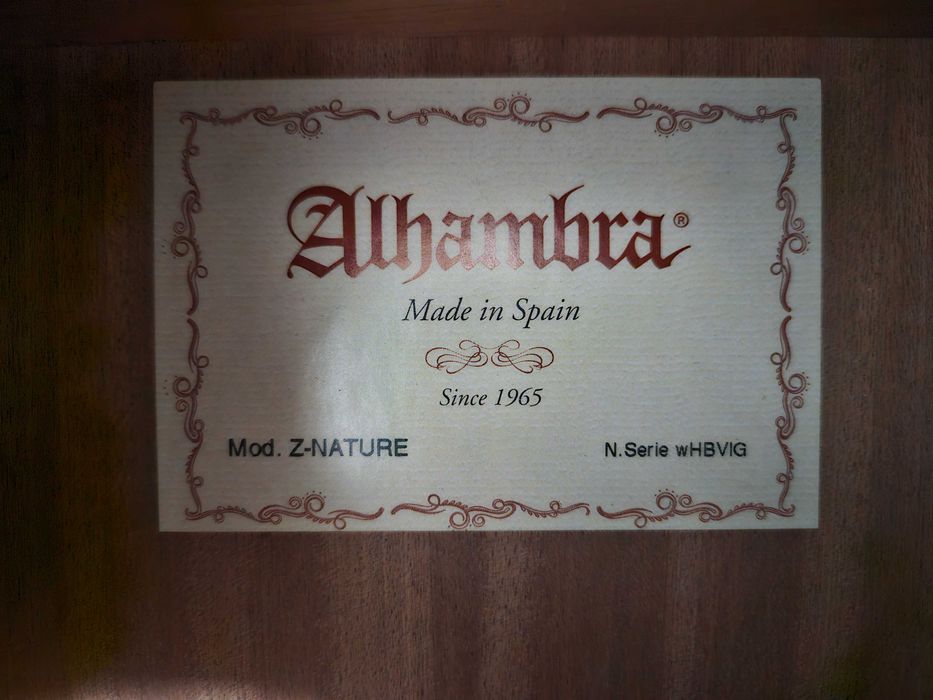 Alhambra®
Made in Spain
Since 1965
Mod. Z-NATURE
N.Serie wHBVIG